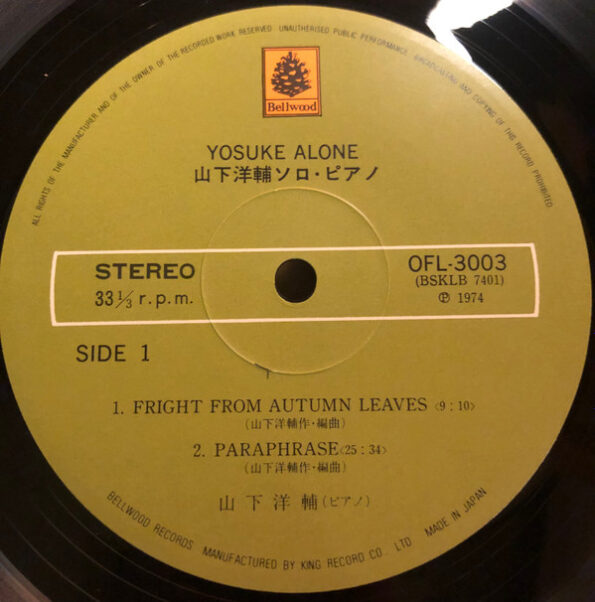 ALL RIGHTS OF THE MANUFACTURER AND OF THE OWNER OF THE RECORDED WORK RESERVED UNAUTHORISED PUBLIC PERFORMANCE BROADCASTING AND COPYING OF THIS RECORD PROHIBITED
Bellwood
YOSUKE ALONE
山下洋輔ソロ・ピアノ
STEREO
33 1/3 r.p.m.
OFL-3003
(BSKLB 7401)
℗ 1974
SIDE 1
1. FRIGHT FROM AUTUMN LEAVES <9:10>
(山下洋輔作・編曲)
2. PARAPHRASE <25:34>
(山下洋輔作・編曲)
山下洋輔(ピアノ)
BELLWOOD RECORDS MANUFACTURED BY KING RECORD CO. LTD MADE IN JAPAN